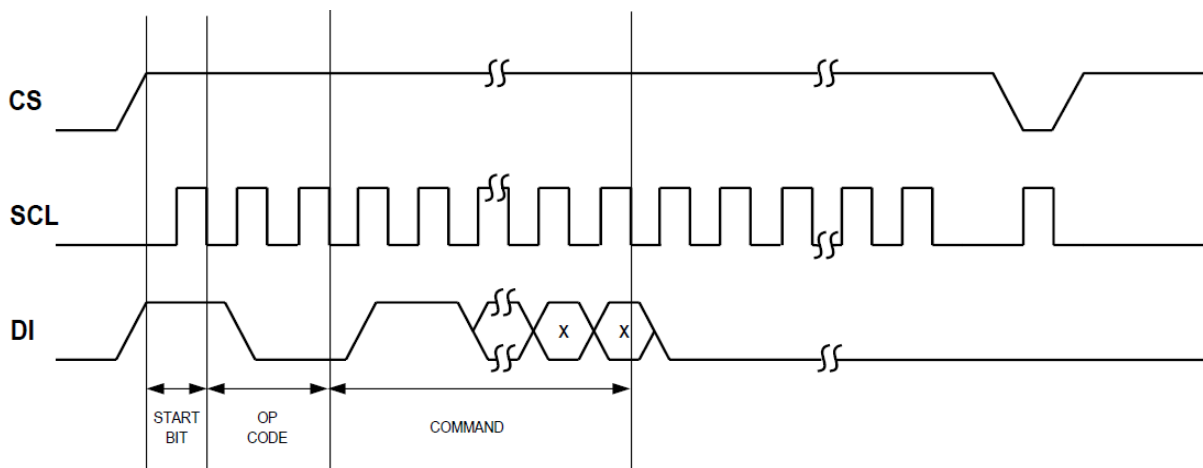 CS
SCL
DI
X X
START
BIT
OP
CODE
COMMAND